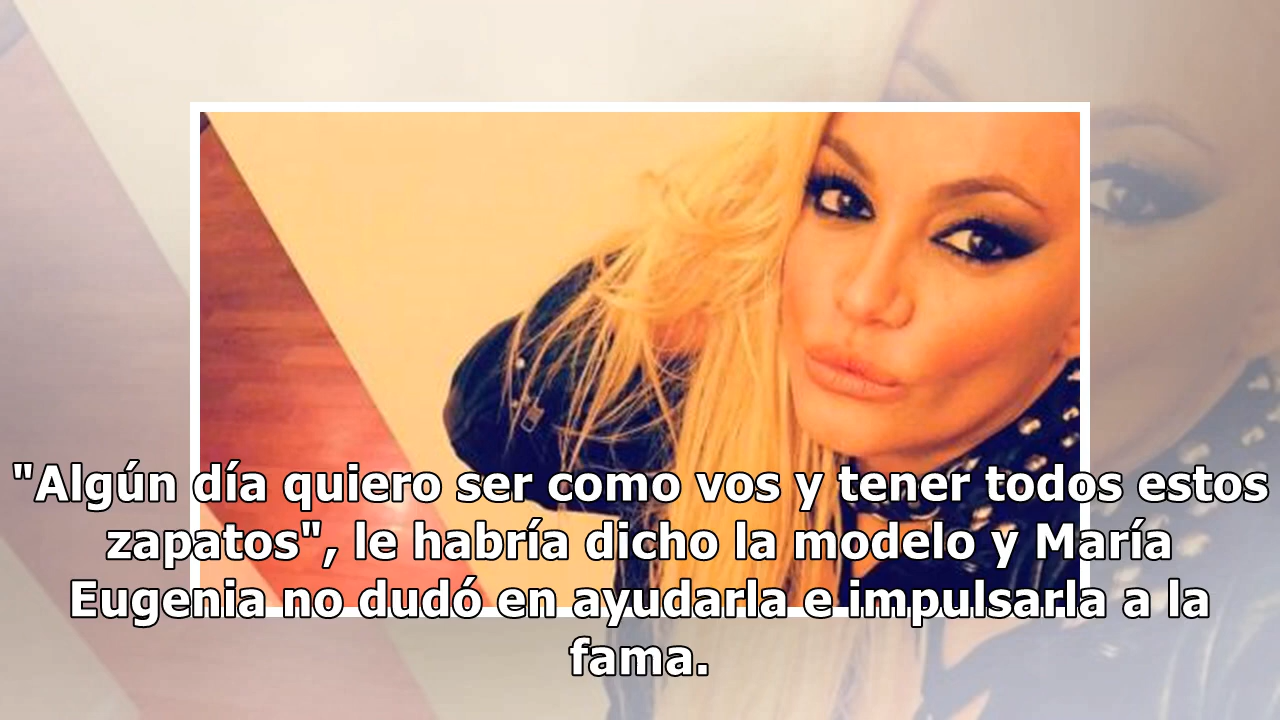 "Algún día quiero ser como vos y tener todos estos
zapatos", le habría dicho la modelo y María
Eugenia no dudó en ayudarla e impulsarla a la
fama.